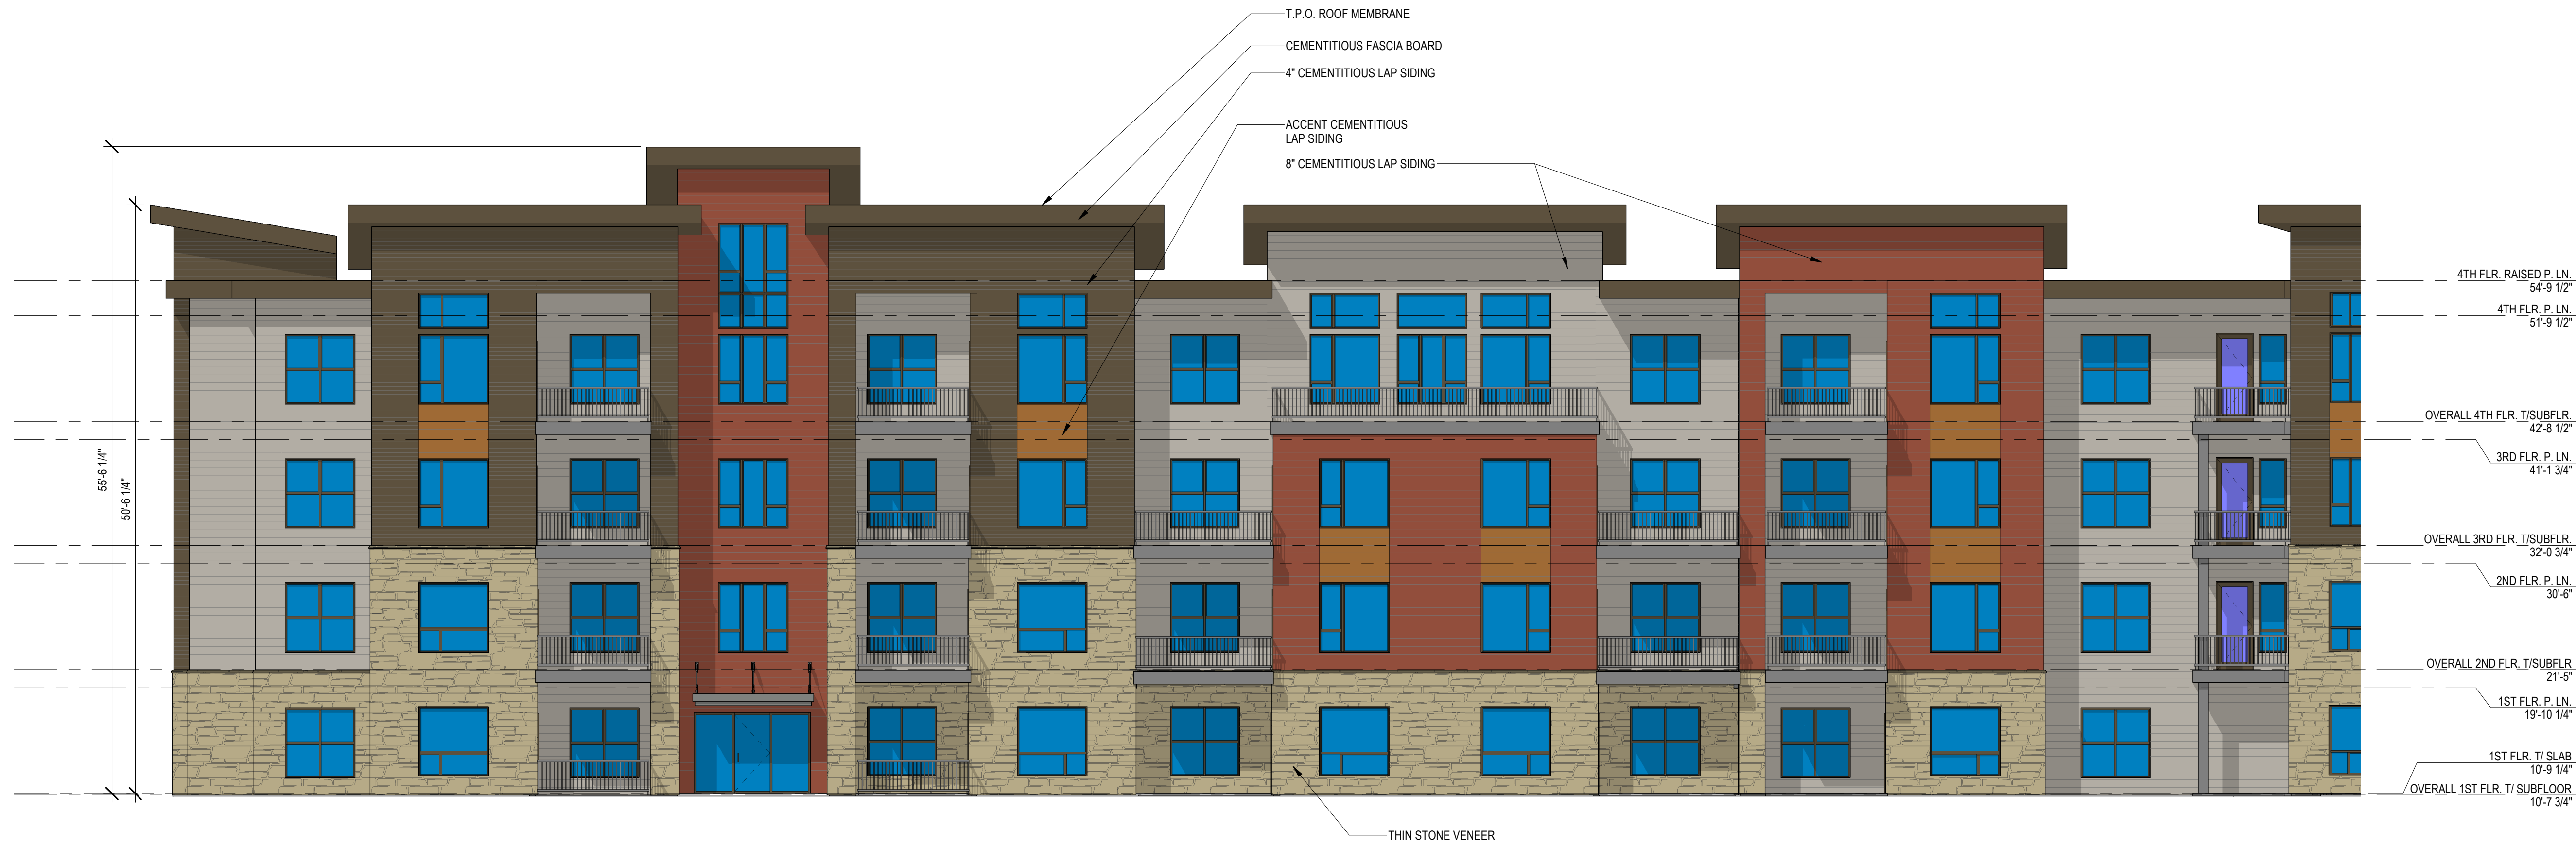 T.P.O. ROOF MEMBRANE
CEMENTITIOUS FASCIA BOARD
4" CEMENTITIOUS LAP SIDING
ACCENT CEMENTITIOUS
LAP SIDING
8" CEMENTITIOUS LAP SIDING
55'-6 1/4"
50'-6 1/4"
4TH FLR. RAISED P. LN.
54'-9 1/2"
4TH FLR. P. LN.
51'-9 1/2"
OVERALL 4TH FLR. T/SUBFLR.
42'-8 1/2"
3RD FLR. P. LN.
41'-1 3/4"
OVERALL 3RD FLR. T/SUBFLR.
32'-0 3/4"
2ND FLR. P. LN.
30'-6"
OVERALL 2ND FLR. T/SUBFLR
21'-5"
1ST FLR. P. LN.
19'-10 1/4"
1ST FLR. T/ SLAB
10'-9 1/4"
OVERALL 1ST FLR. T/ SUBFLOOR
10'-7 3/4"
THIN STONE VENEER